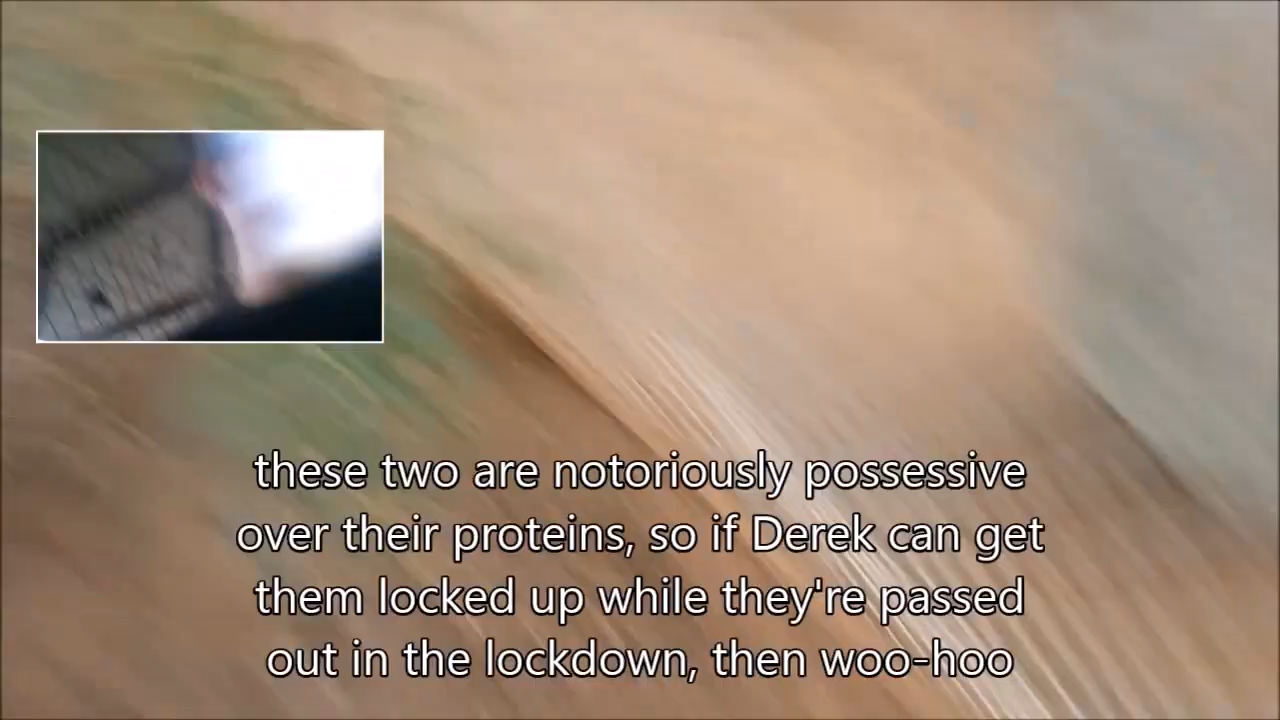 these two are notoriously possessive
over their proteins, so if Derek can get
them locked up while they're passed
out in the lockdown, then woo-hoo